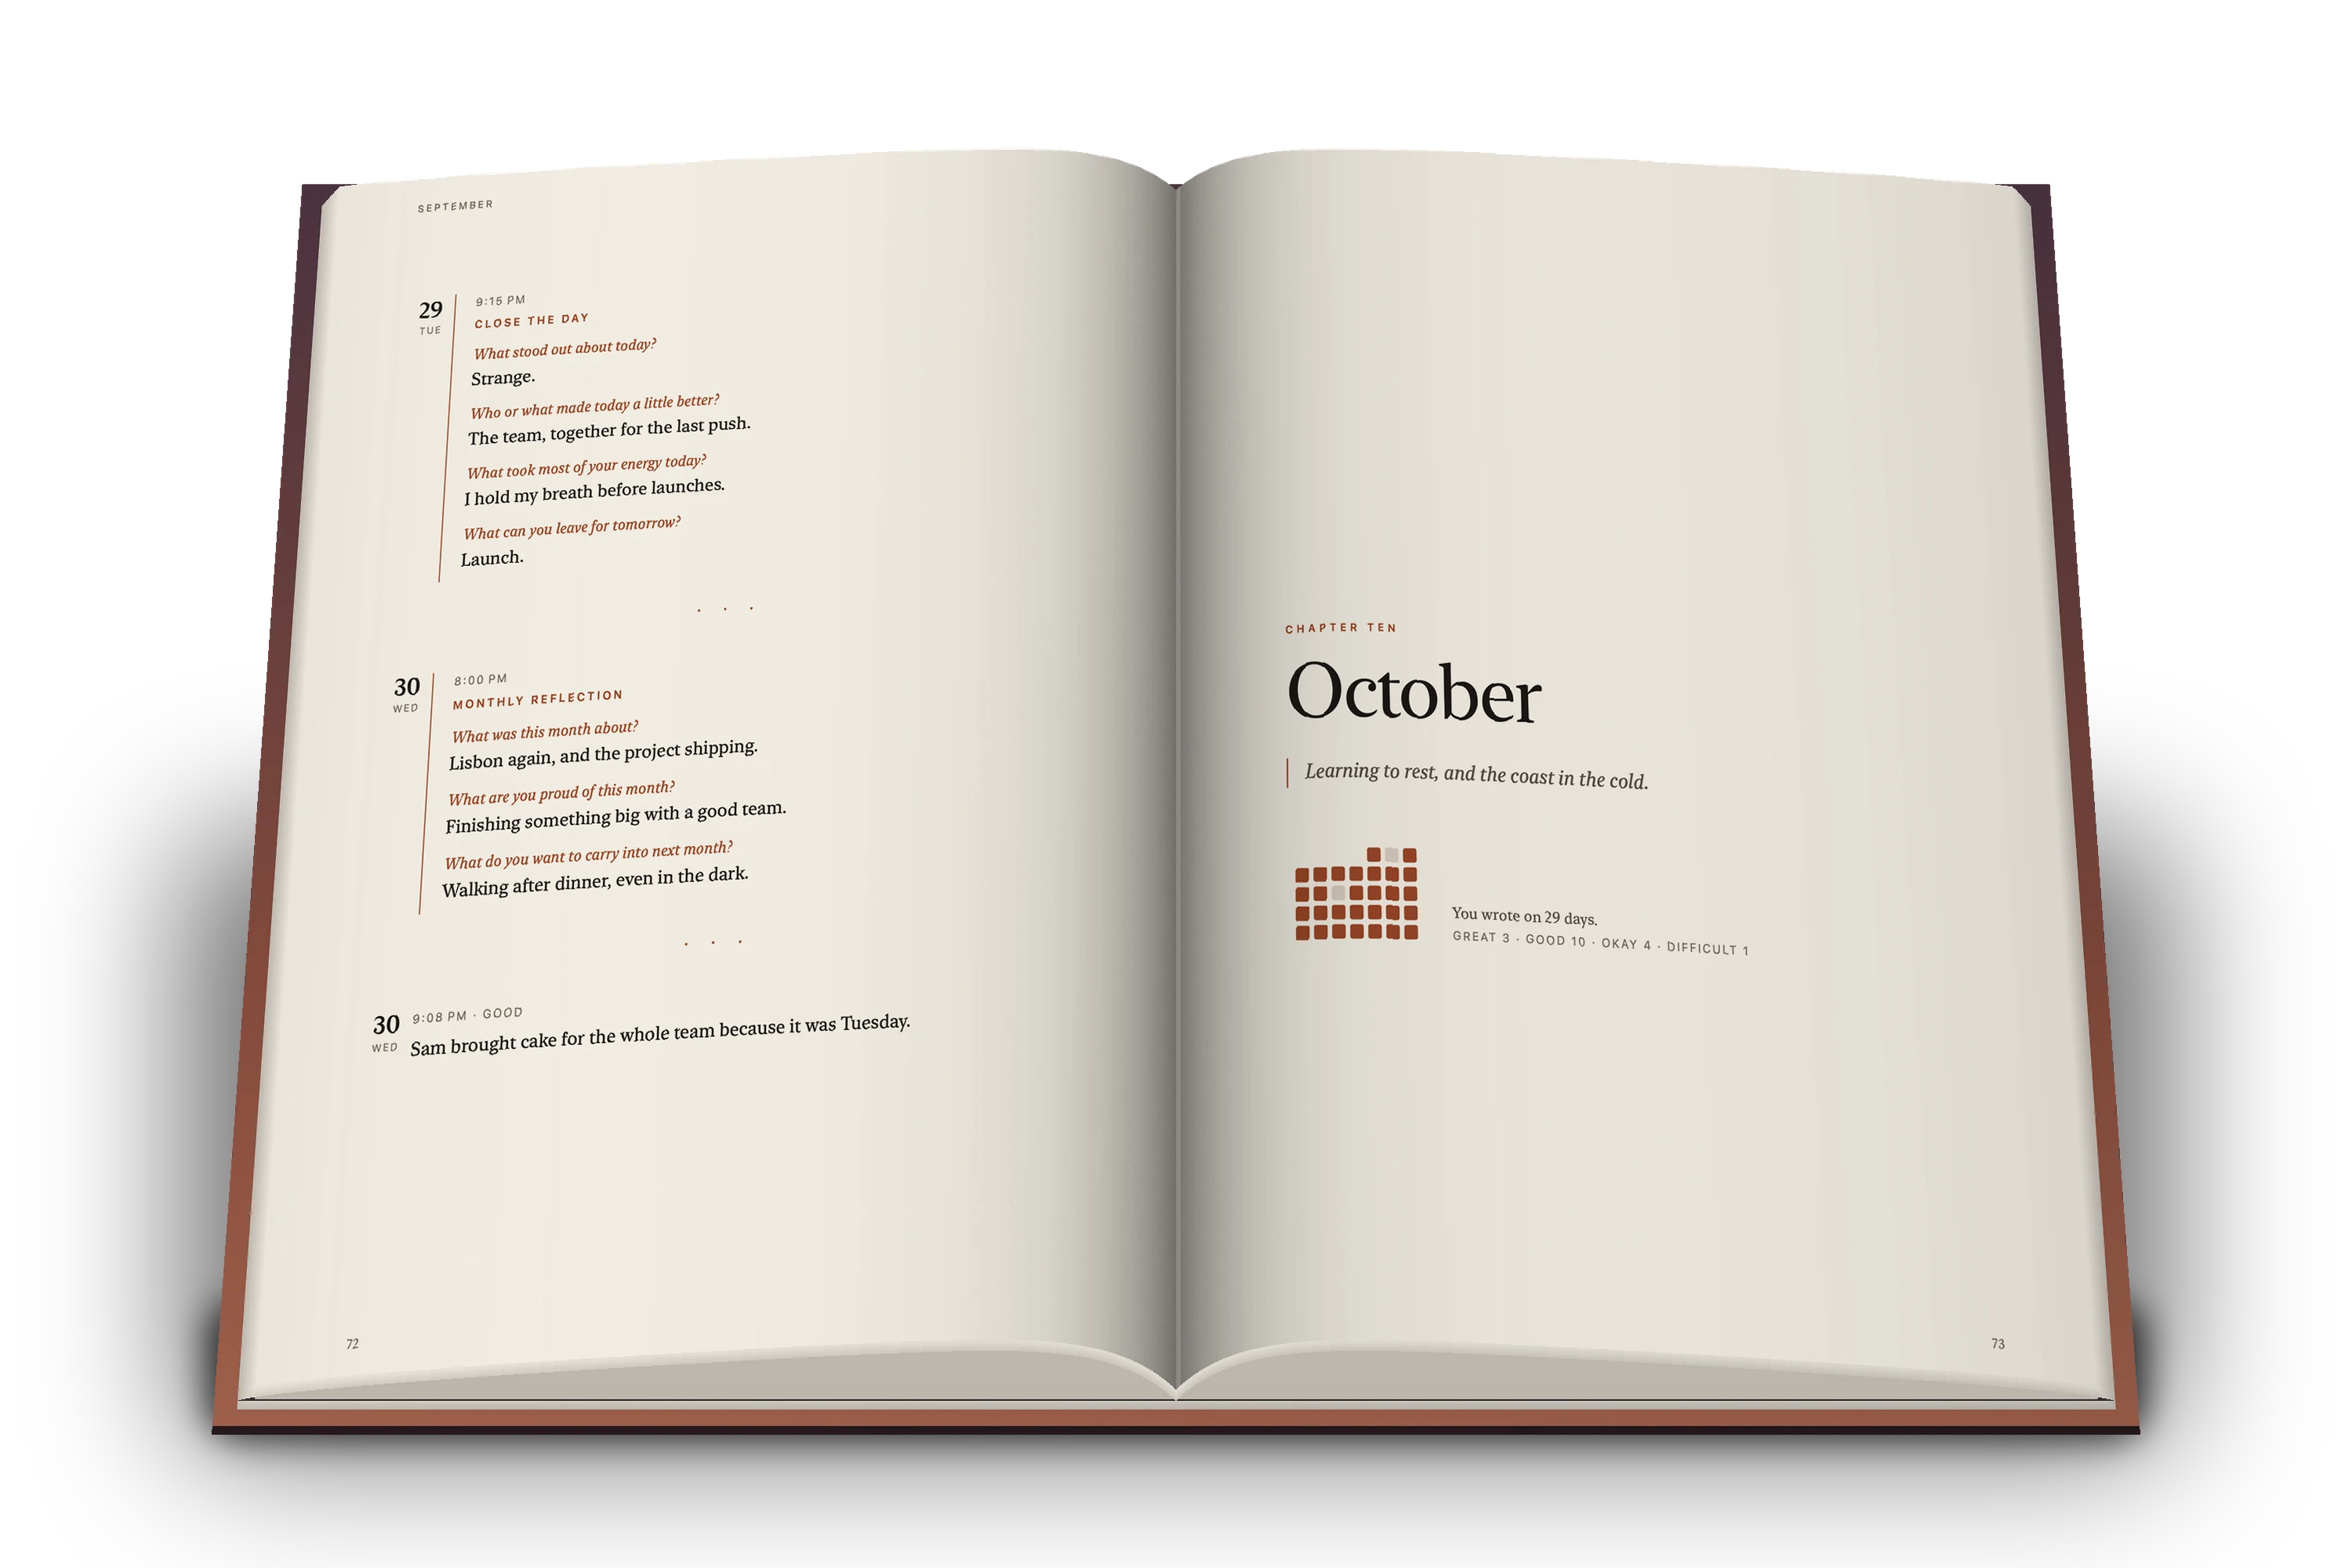 SEPTEMBER
29
TUE
9:15 PM
CLOSE THE DAY
What stood out about today?
Strange.
Who or what made today a little better?
The team, together for the last push.
What took most of your energy today?
I hold my breath before launches.
What can you leave for tomorrow?
Launch.
. . .
30
WED
8:00 PM
MONTHLY REFLECTION
What was this month about?
Lisbon again, and the project shipping.
What are you proud of this month?
Finishing something big with a good team.
What do you want to carry into next month?
Walking after dinner, even in the dark.
. . .
30
WED
9:08 PM · GOOD
Sam brought cake for the whole team because it was Tuesday.
72
CHAPTER TEN
October
Learning to rest, and the coast in the cold.
You wrote on 29 days.
GREAT 3 · GOOD 10 · OKAY 4 · DIFFICULT 1
73